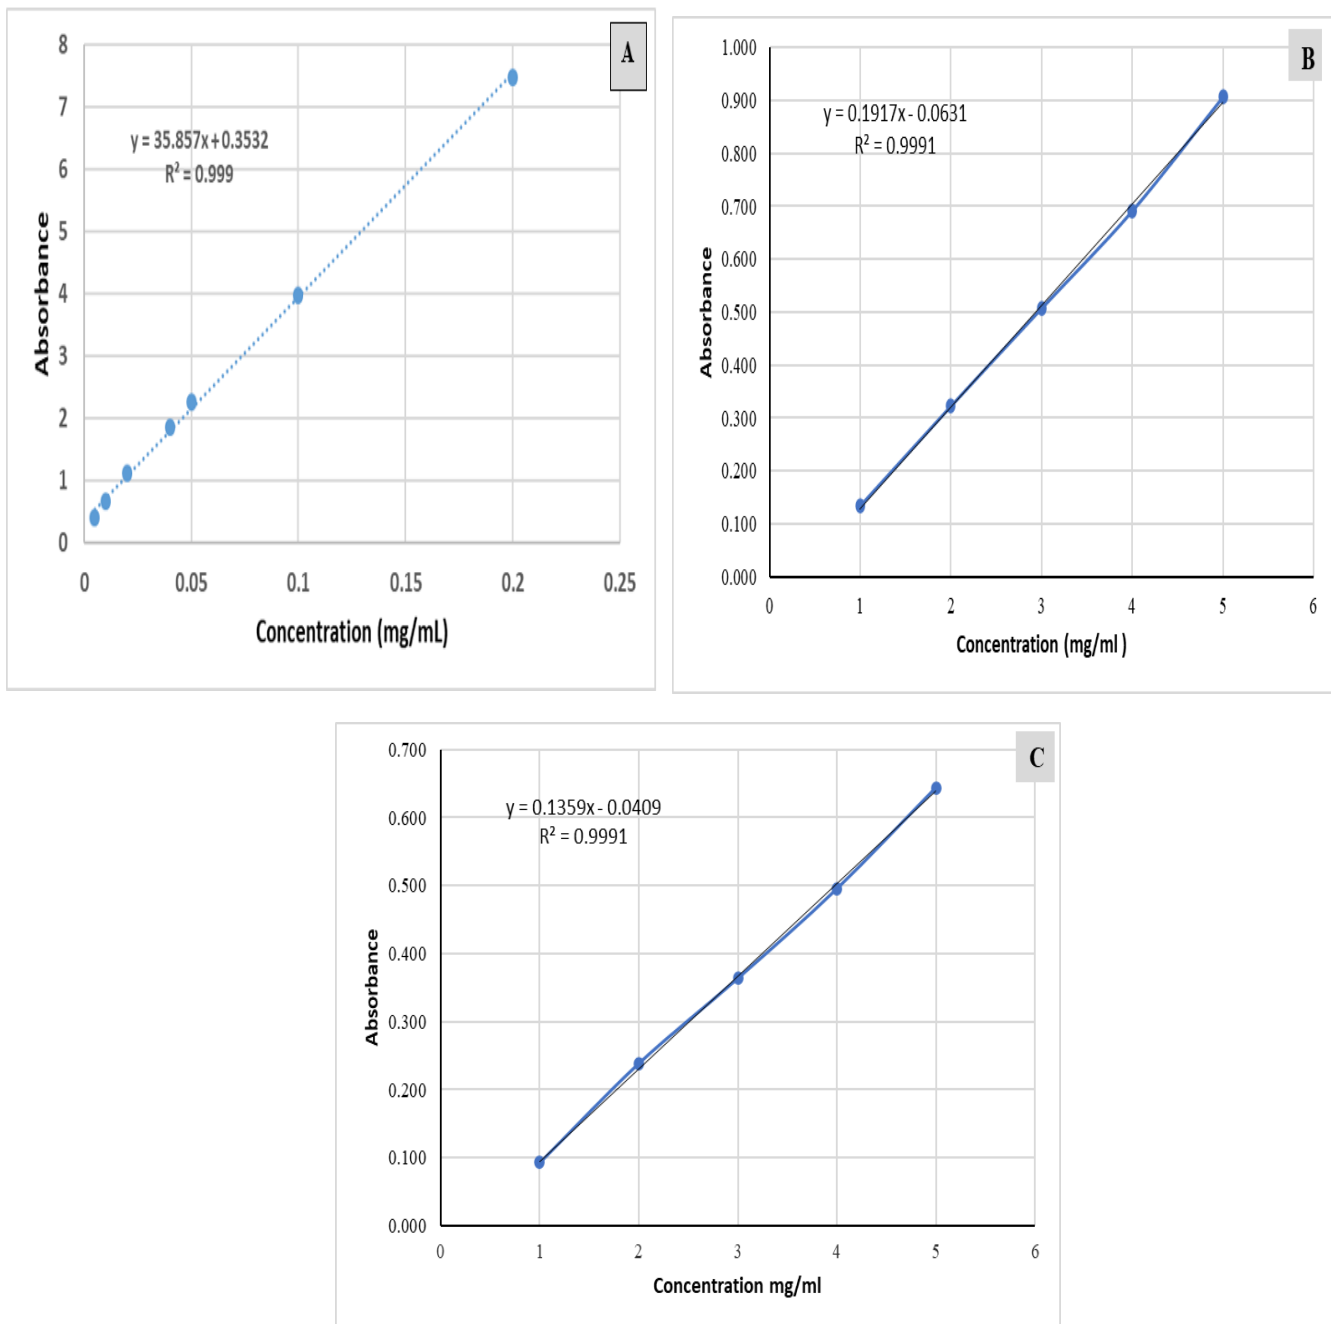 A
8
7
6
5
4
3
2
1
0
y = 35.857x + 0.3532
R² = 0.999
Absorbance
0 0.05 0.1 0.15 0.2 0.25
Concentration (mg/mL)
B
1.000
0.900
0.800
0.700
0.600
0.500
0.400
0.300
0.200
0.100
0.000
y = 0.1917x - 0.0631
R² = 0.9991
Absorbance
0 1 2 3 4 5 6
Concentration (mg/ml )
C
0.700
0.600
0.500
0.400
0.300
0.200
0.100
0.000
y = 0.1359x - 0.0409
R² = 0.9991
Absorbance
0 1 2 3 4 5 6
Concentration mg/ml